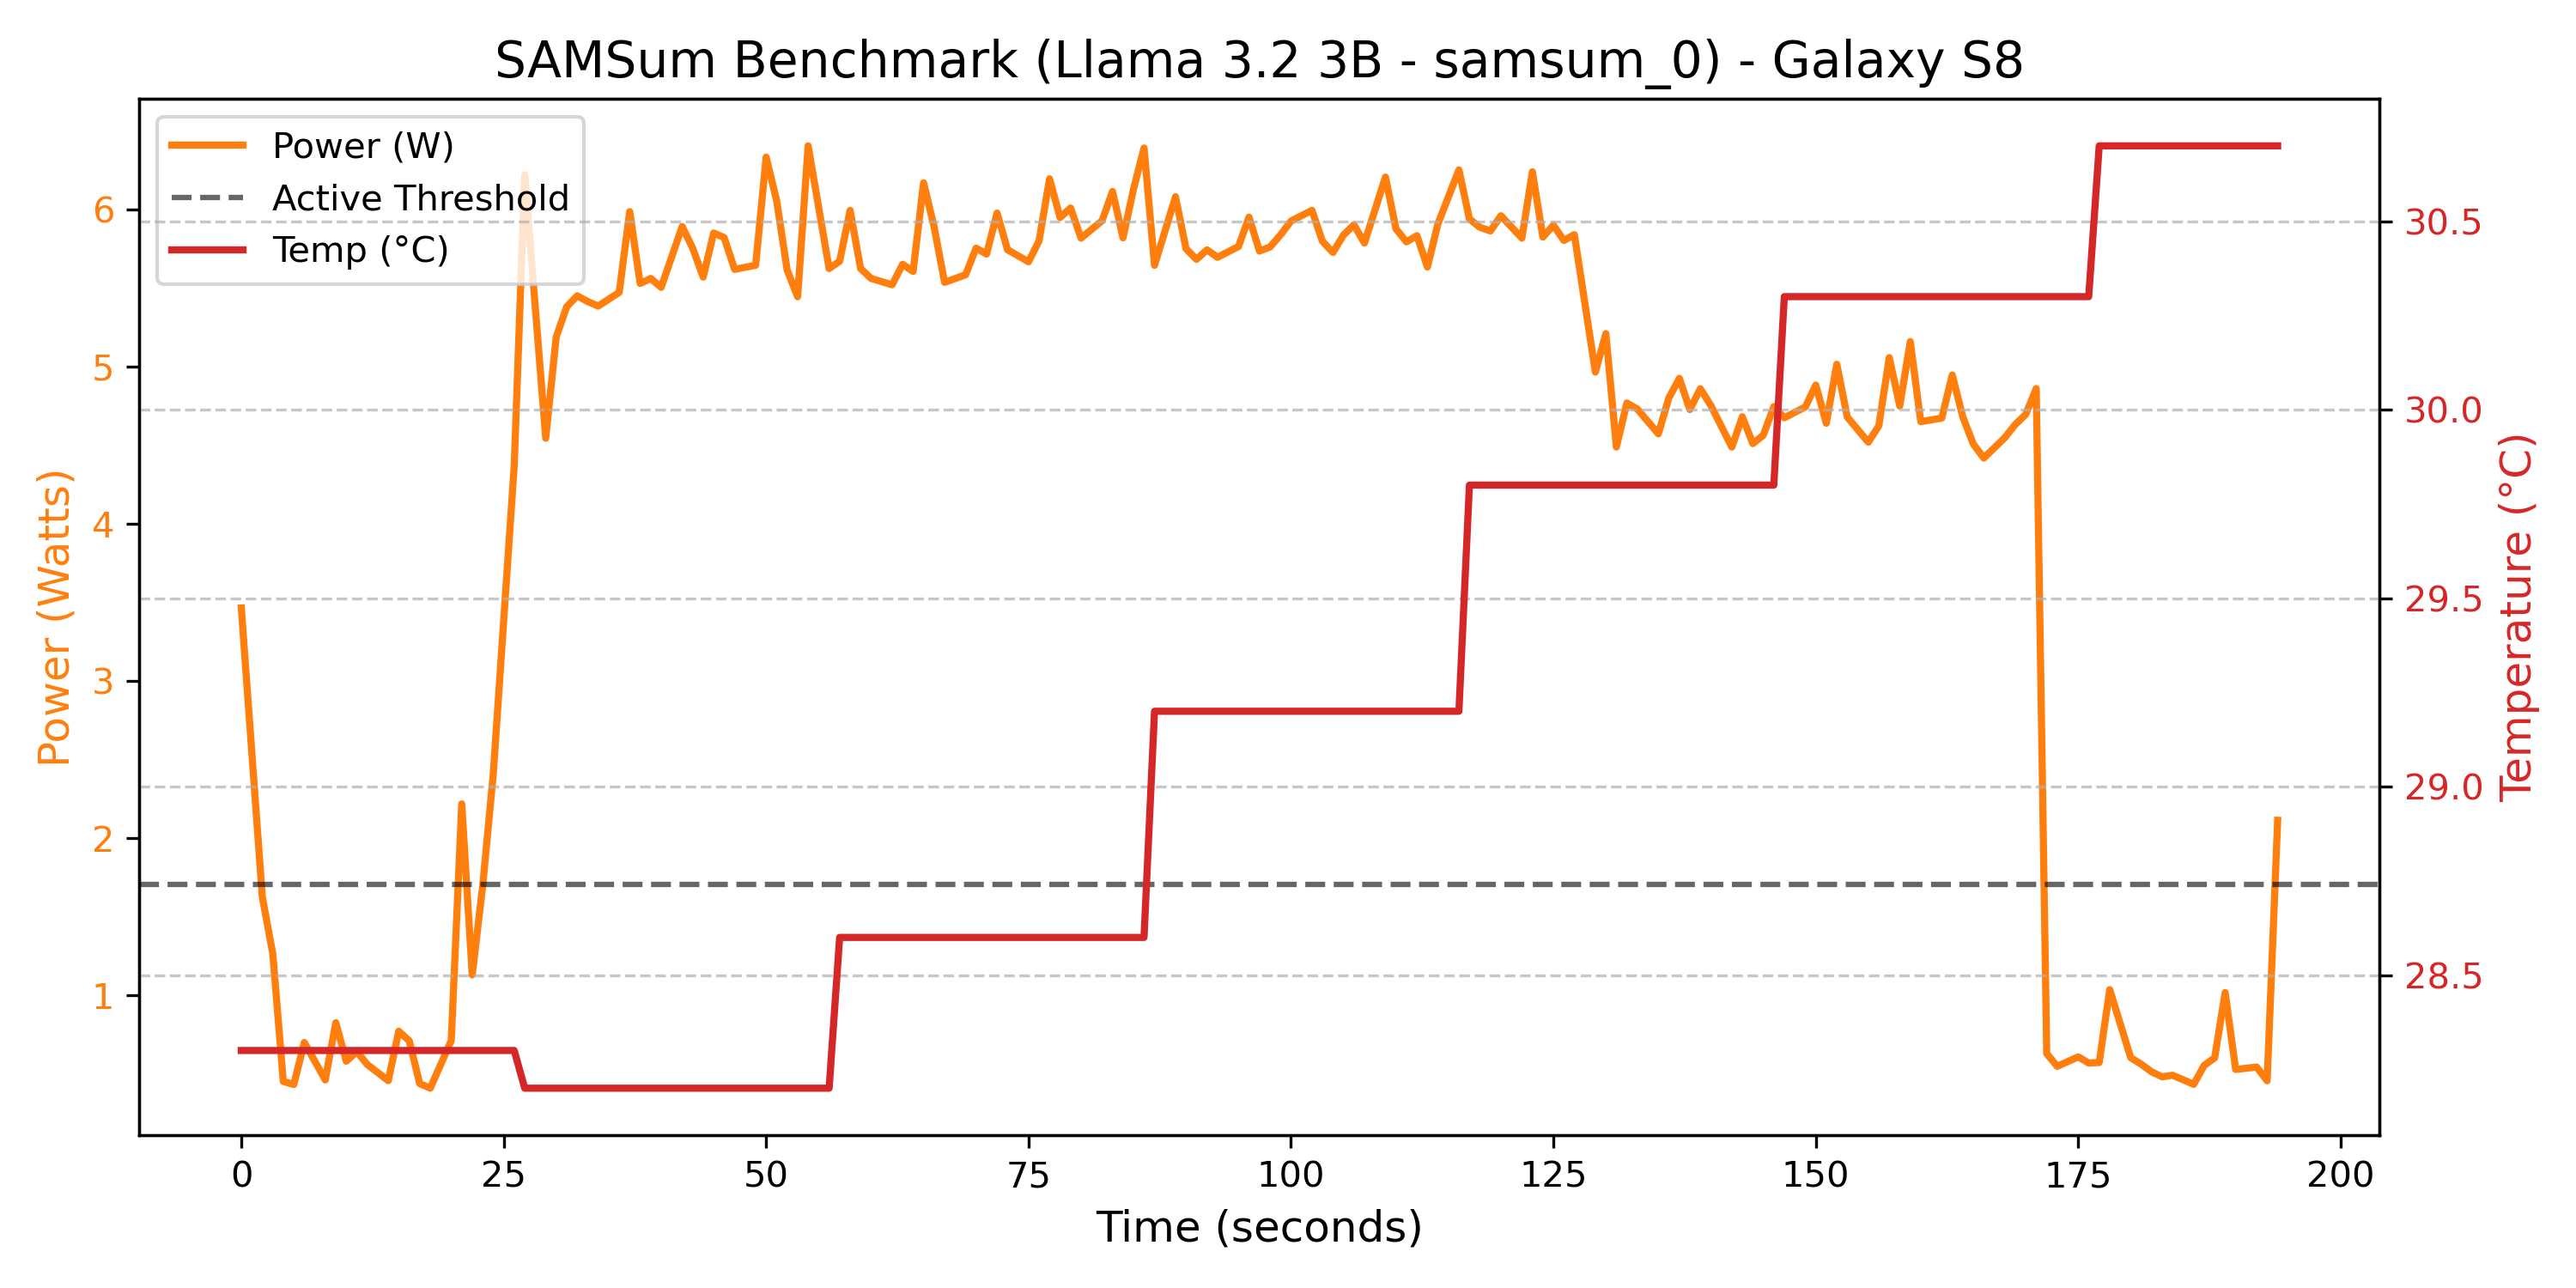 SAMSum Benchmark (Llama 3.2 3B - samsum_0) - Galaxy S8
Power (W)
Active Threshold
Temp (°C)
Power (Watts)
6
5
4
3
2
1
30.5
30.0
29.5
29.0
28.5
Temperature (°C)
0 25 50 75 100 125 150 175 200
Time (seconds)